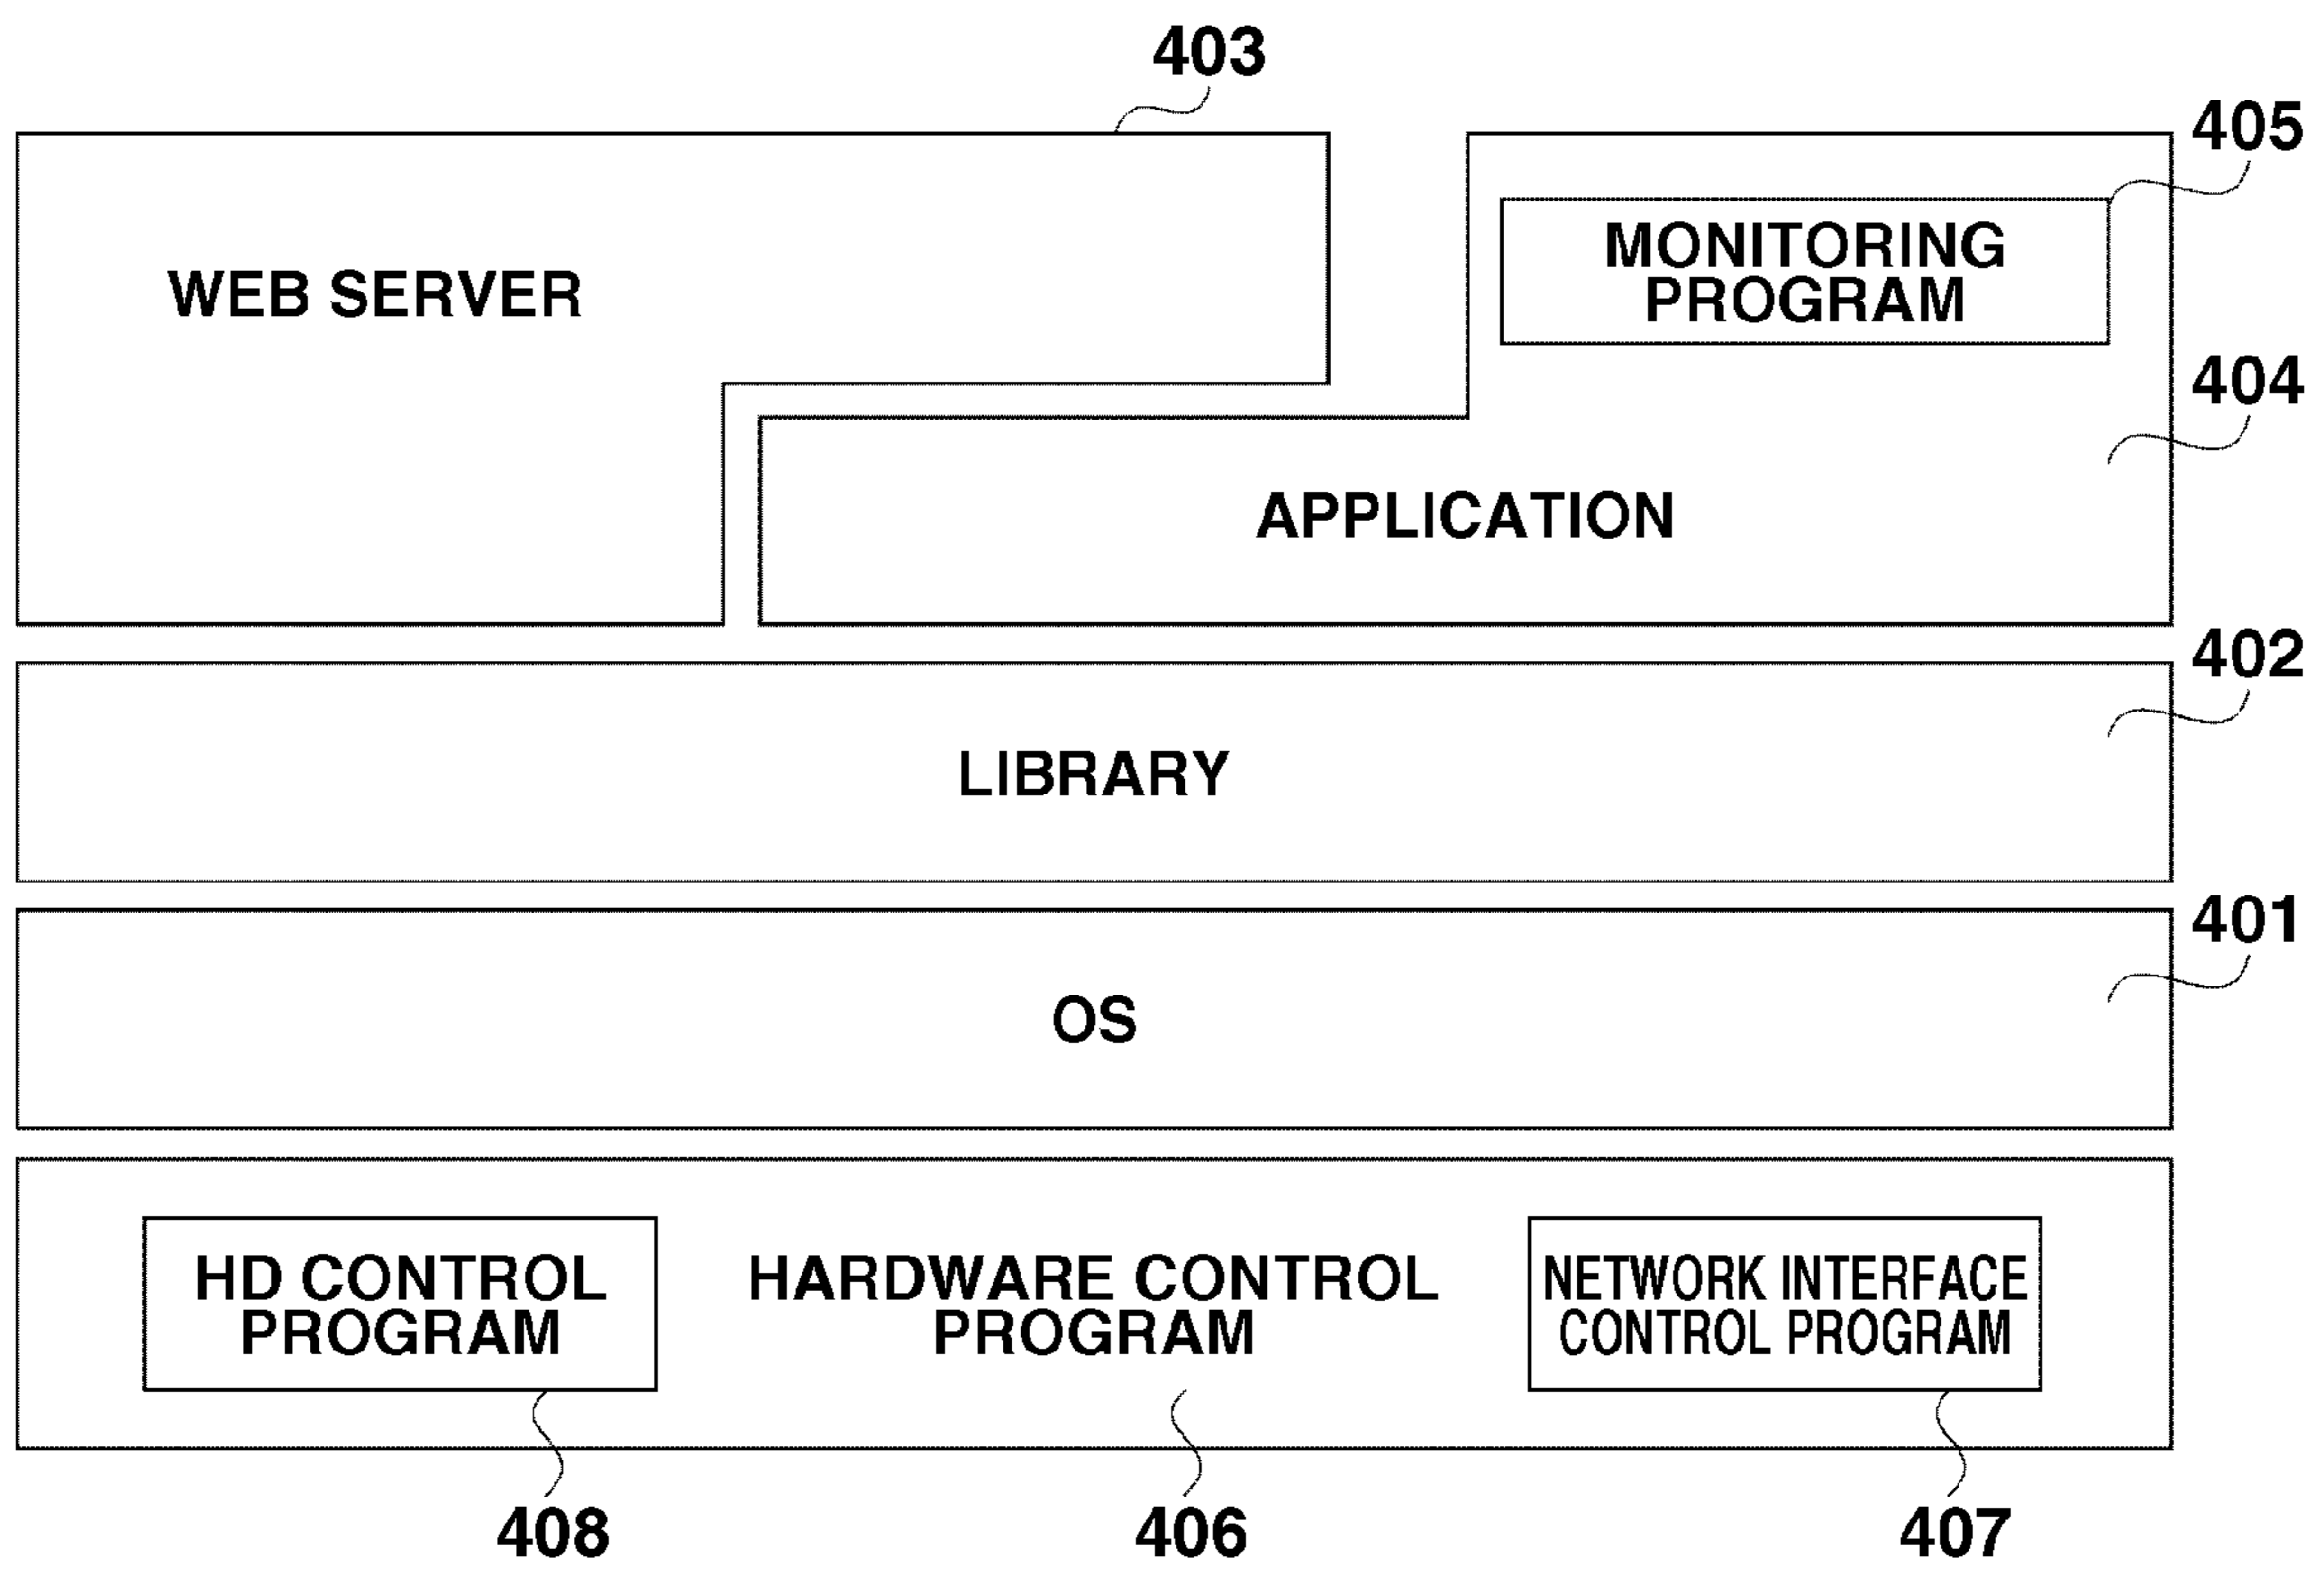 403
405
MONITORING
PROGRAM
WEB SERVER
404
APPLICATION
402
LIBRARY
401
OS
HD CONTROL
PROGRAM
HARDWARE CONTROL
PROGRAM
NETWORK INTERFACE
CONTROL PROGRAM
408
406
407